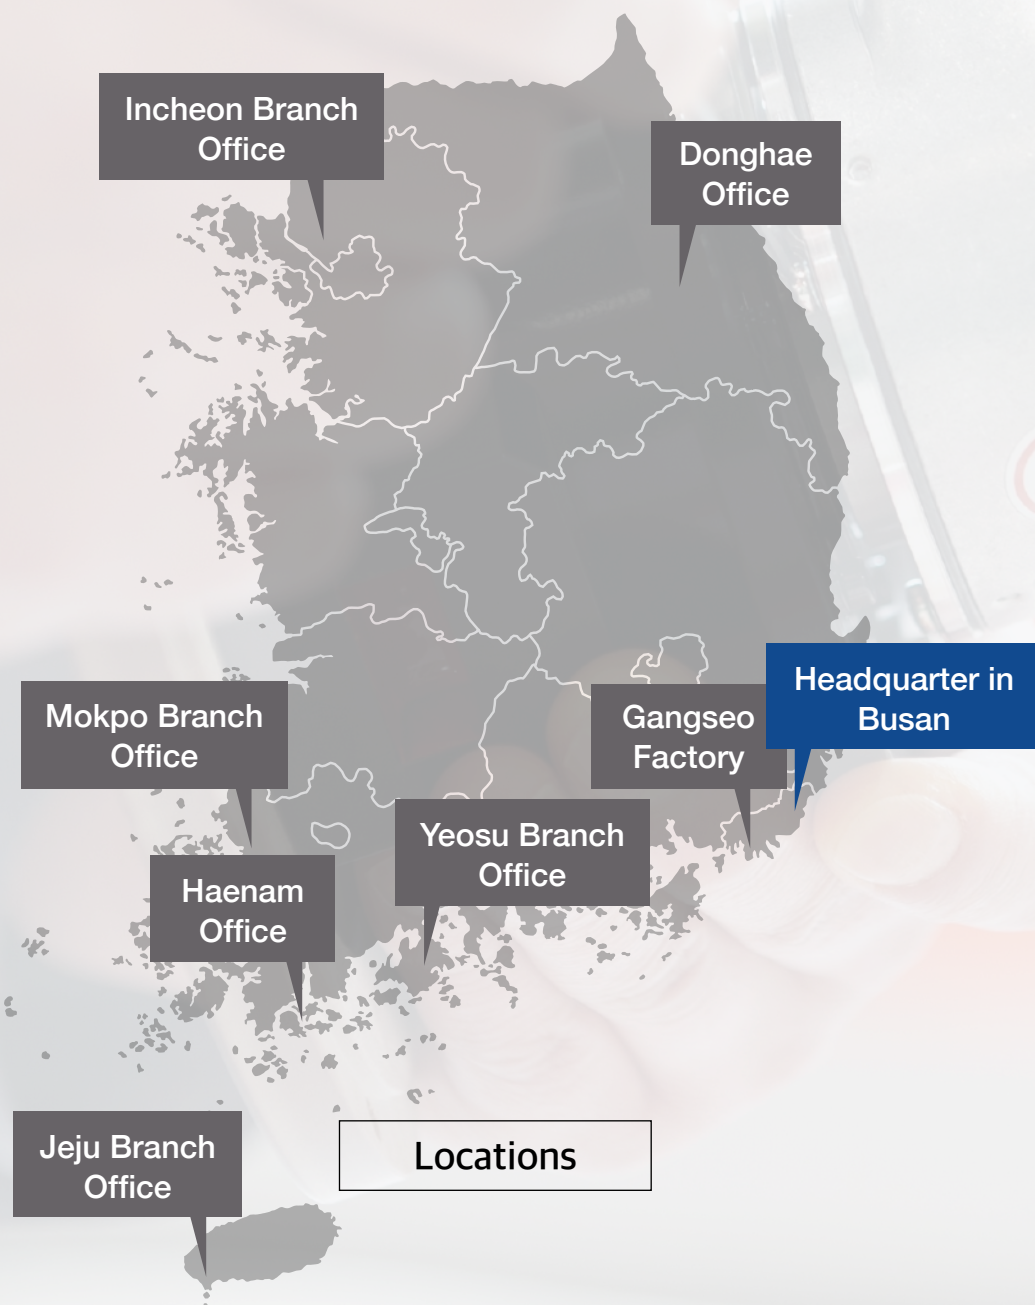 Incheon Branch
Office
Donghae
Office
Headquarter in
Busan
Mokpo Branch
Office
Gangseo
Factory
Yeosu Branch
Office
Haenam
Office
Jeju Branch
Office
Locations